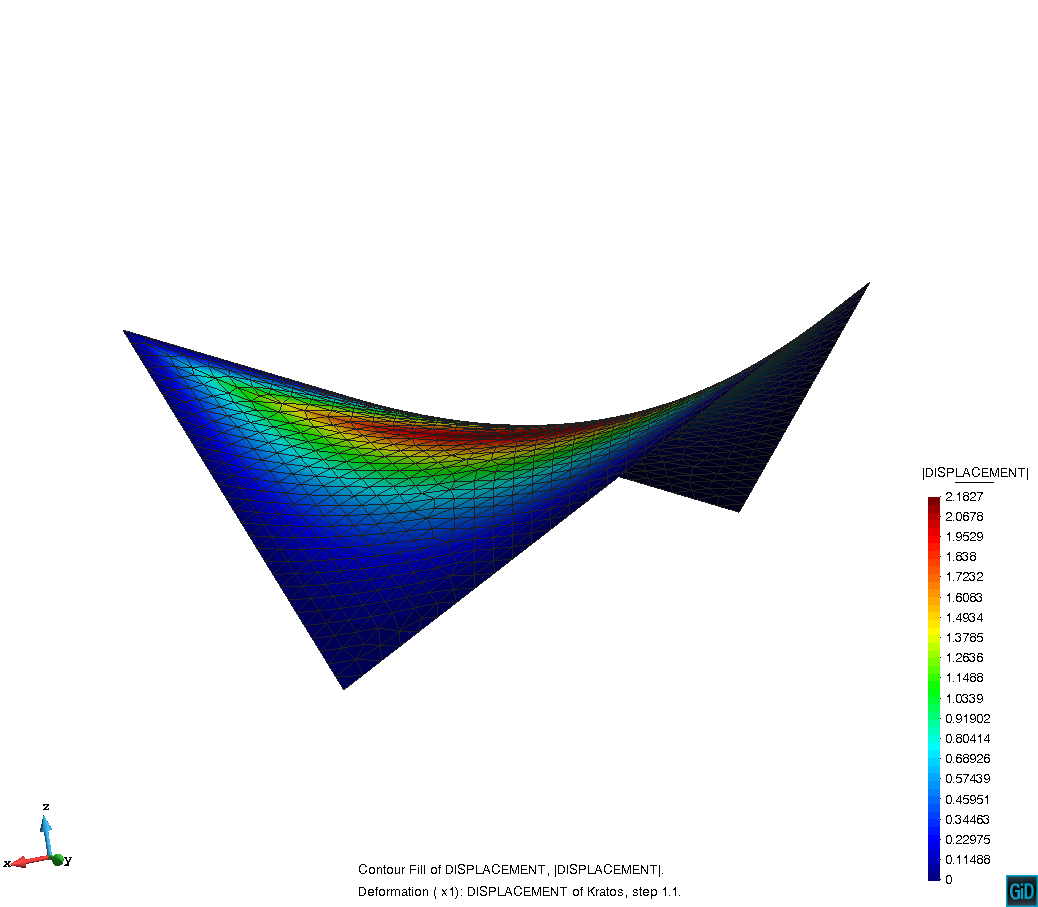 |DISPLACEMENT|
2.1827
2.0678
1.9529
1.838
1.7232
1.6083
1.4934
1.3785
1.2636
1.1488
1.0339
0.91902
0.80414
0.68926
0.57439
0.45951
0.34463
0.22975
0.11488
0
z
x
y
Contour Fill of DISPLACEMENT, |DISPLACEMENT|.
Deformation ( x1): DISPLACEMENT of Kratos, step 1.1.
GiD